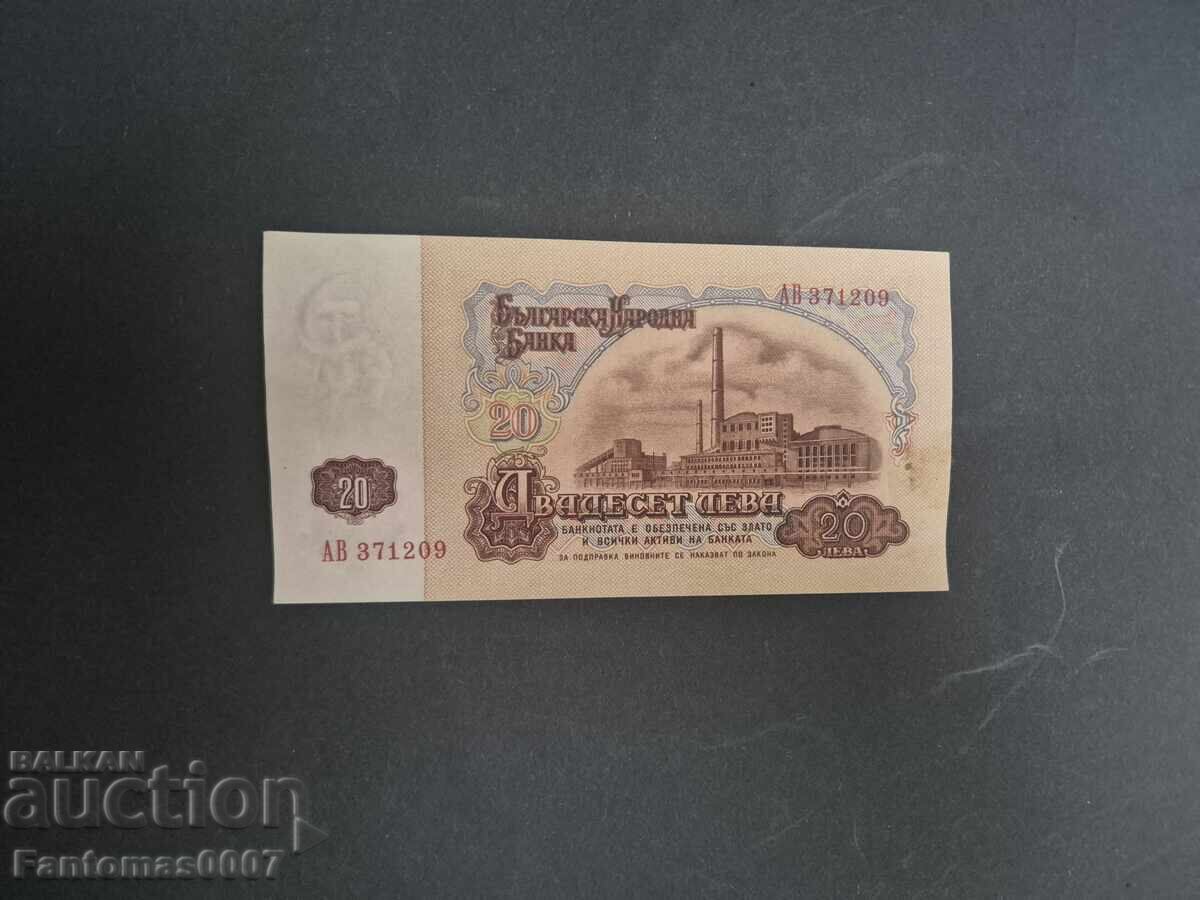 АВ 371209
Българска Народна
Банка
20
Двадесет лева
20
БАНКНОТАТА Е ОБЕЗПЕЧЕНА СЪС ЗЛАТО
И ВСИЧКИ АКТИВИ НА БАНКАТА
ЗА ПОДПРАВКА ВИНОВНИТЕ СЕ НАКАЗВАТ ПО ЗАКОНА
20
ЛЕВА
АВ 371209
BALKAN
auction
Fantomas0007